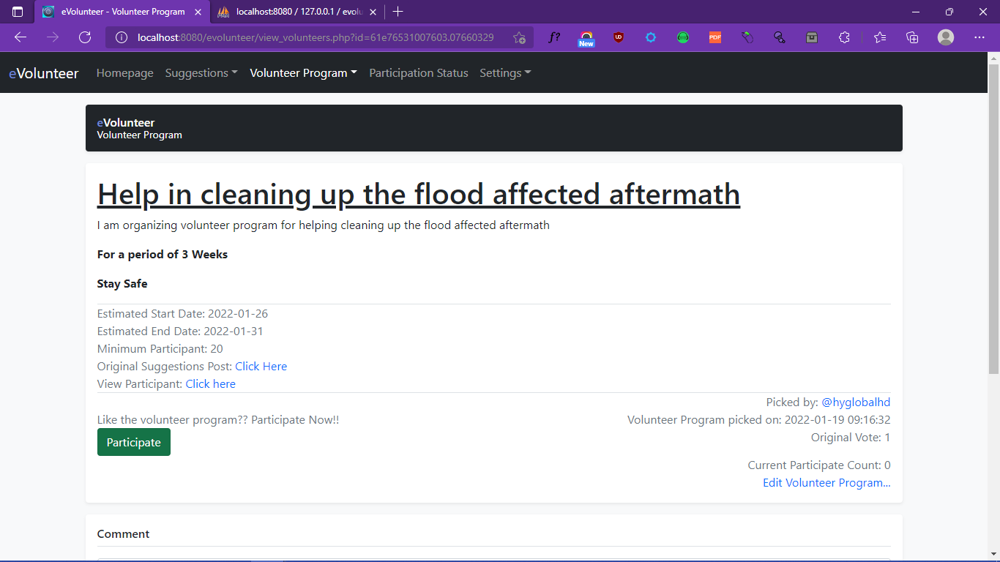 eVolunteer - Volunteer Program
localhost:8080 / 127.0.0.1 / evolu
localhost:8080/evolunteer/view_volunteers.php?id=61e76531007603.07660329
f?
New
UD
PDF
eVolunteer Homepage Suggestions Volunteer Program Participation Status Settings
eVolunteer
Volunteer Program
Help in cleaning up the flood affected aftermath
I am organizing volunteer program for helping cleaning up the flood affected aftermath
For a period of 3 Weeks
Stay Safe
Estimated Start Date: 2022-01-26
Estimated End Date: 2022-01-31
Minimum Participant: 20
Original Suggestions Post: Click Here
View Participant: Click here
Picked by: @hyglobalhd
Like the volunteer program?? Participate Now!!
Volunteer Program picked on: 2022-01-19 09:16:32
Participate
Original Vote: 1
Current Participate Count: 0
Edit Volunteer Program...
Comment